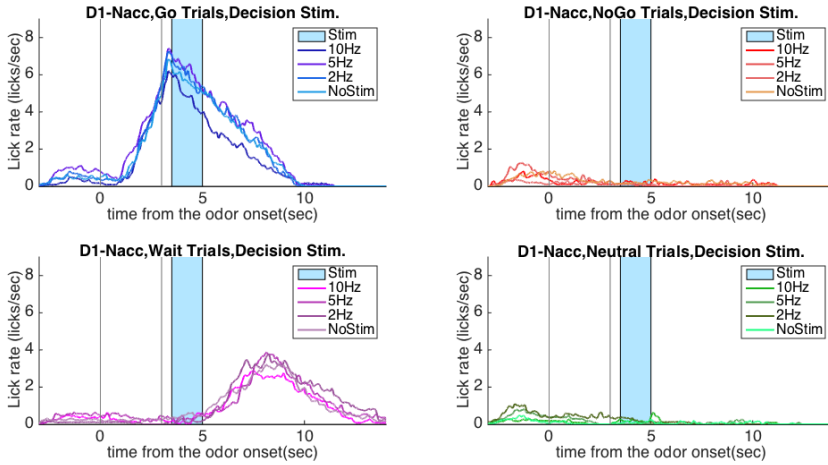 D1-Nacc,Go Trials,Decision Stim.
Lick rate (licks/sec)
8
6
4
2
0
0
5
10
time from the odor onset(sec)
Stim
10Hz
5Hz
2Hz
NoStim
D1-Nacc,NoGo Trials,Decision Stim.
Lick rate (licks/sec)
8
6
4
2
0
0
5
10
time from the odor onset(sec)
Stim
10Hz
5Hz
2Hz
NoStim
D1-Nacc,Wait Trials,Decision Stim.
Lick rate (licks/sec)
8
6
4
2
0
0
5
10
time from the odor onset(sec)
Stim
10Hz
5Hz
2Hz
NoStim
D1-Nacc,Neutral Trials,Decision Stim.
Lick rate (licks/sec)
8
6
4
2
0
0
5
10
time from the odor onset(sec)
Stim
10Hz
5Hz
2Hz
NoStim